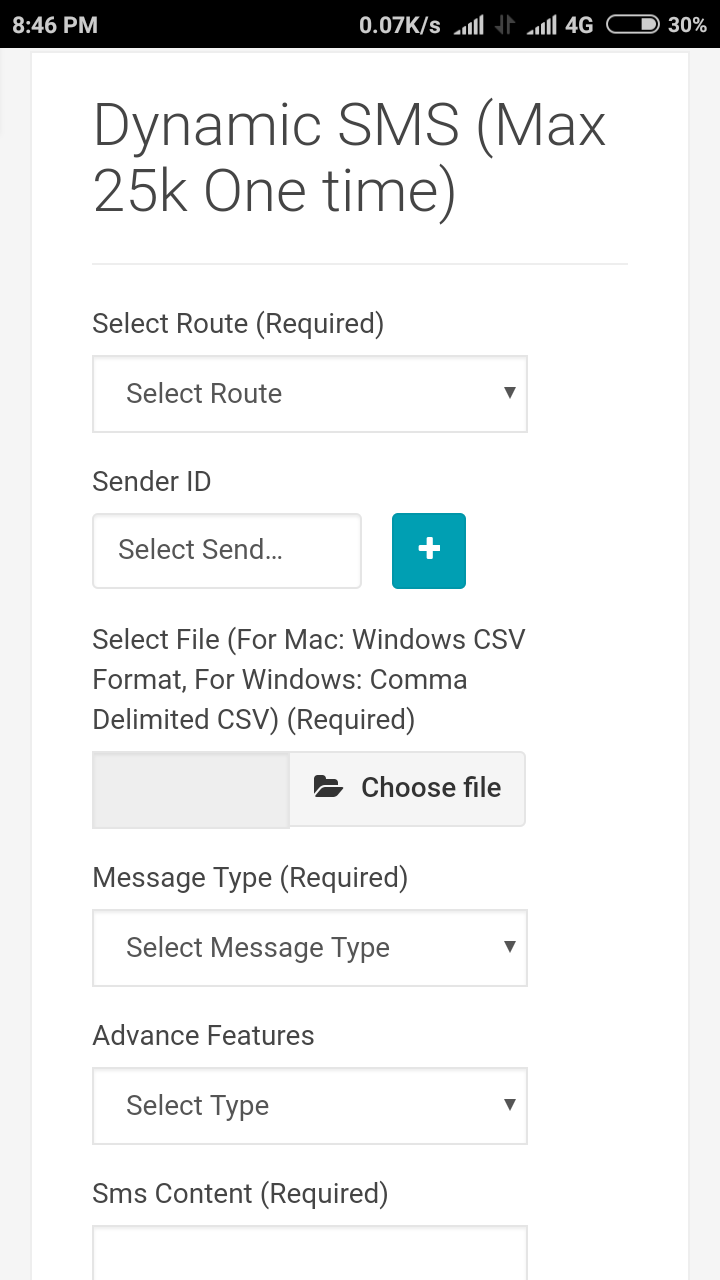 8:46 PM 0.07K/s 4G 30%
Dynamic SMS (Max
25k One time)
Select Route (Required)
Select Route
Sender ID
Select Send...
Select File (For Mac: Windows CSV
Format, For Windows: Comma
Delimited CSV) (Required)
Choose file
Message Type (Required)
Select Message Type
Advance Features
Select Type
Sms Content (Required)